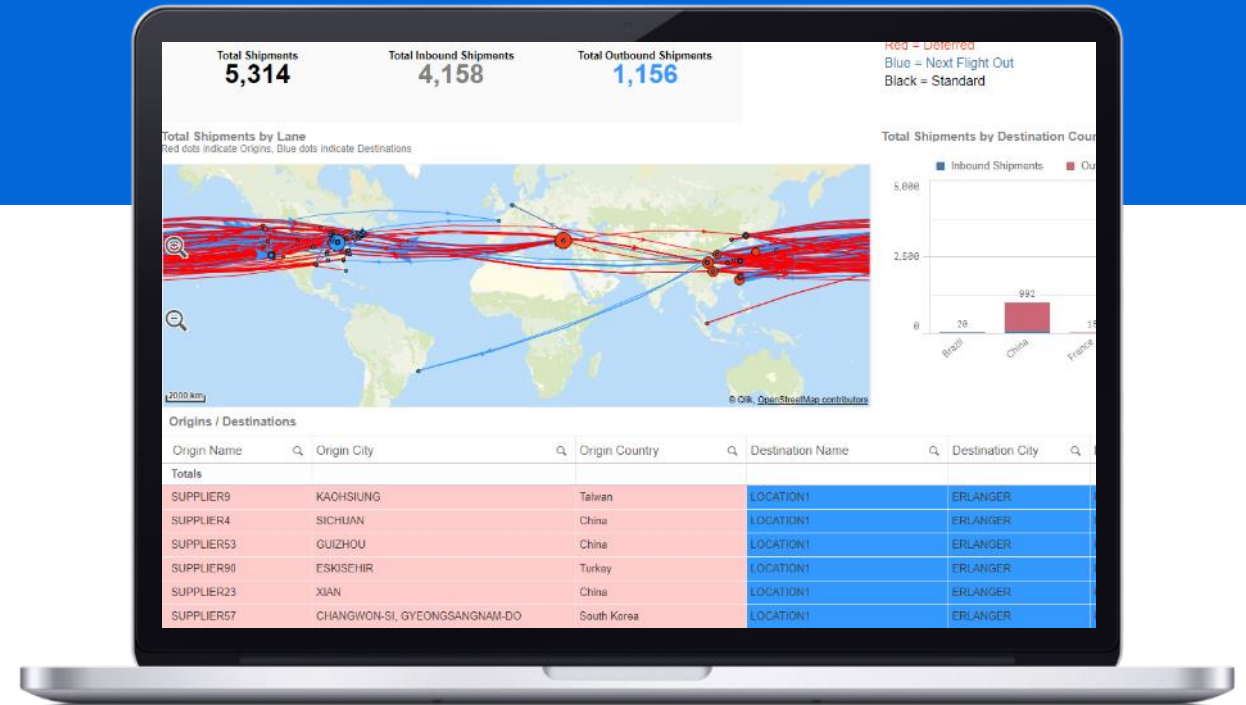 Total Shipments
5,314
Total Inbound Shipments
4,158
Total Outbound Shipments
1,156
Red = Deferred
Blue = Next Flight Out
Black = Standard
Total Shipments by Lane
Red dots indicate Origins, Blue dots indicate Destinations
2000 km
© Qlik, OpenStreetMap contributors
Total Shipments by Destination Cour
Inbound Shipments
Ou
5,000
2,500
0
20
992
Brazil
China
France
Origins / Destinations
Origin Name Origin City Origin Country Destination Name Destination City
Totals
SUPPLIER9 KAOHSIUNG Taiwan LOCATION1 ERLANGER
SUPPLIER4 SICHUAN China LOCATION1 ERLANGER
SUPPLIER53 GUIZHOU China LOCATION1 ERLANGER
SUPPLIER90 ESKISEHIR Turkey LOCATION1 ERLANGER
SUPPLIER23 XIAN China LOCATION1 ERLANGER
SUPPLIER57 CHANGWON-SI, GYEONGSANGNAM-DO South Korea LOCATION1 ERLANGER